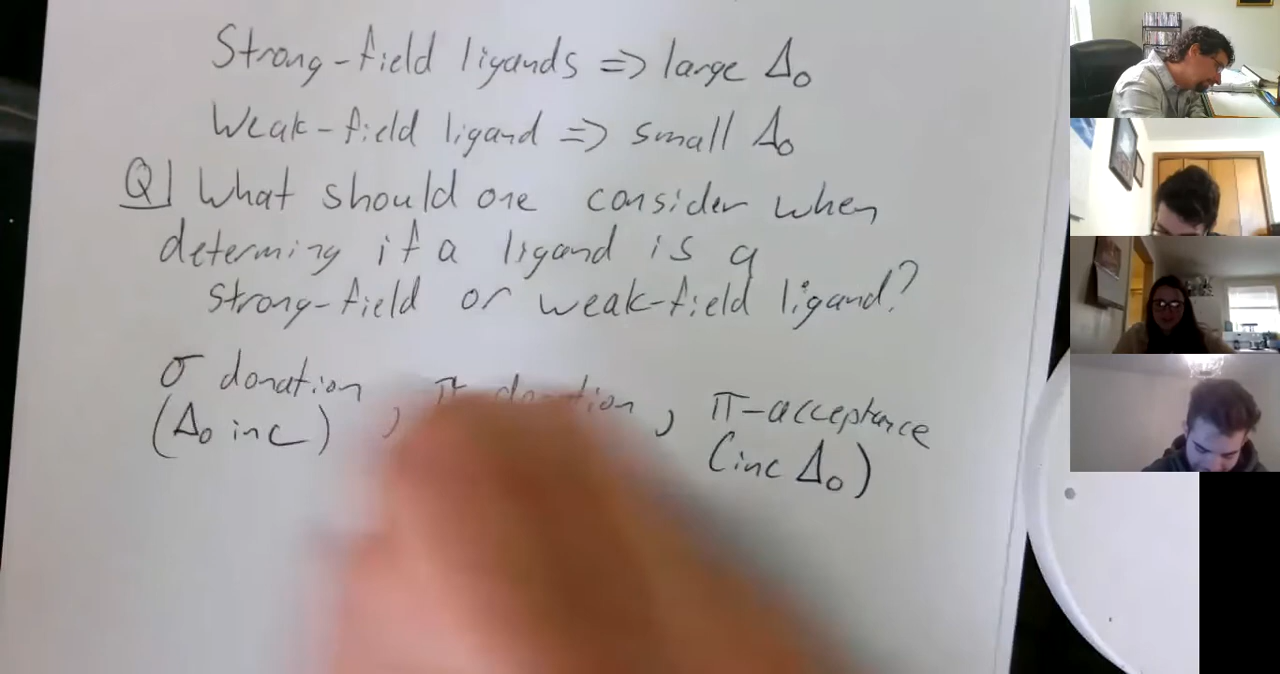 Strong-field ligands => large Δo
Weak-field ligand => small Δo
Q] What should one consider when
determing if a ligand is a
strong-field or weak-field ligand?
σ donation, π donation, π-acceptance
(Δo inc) (inc Δo)